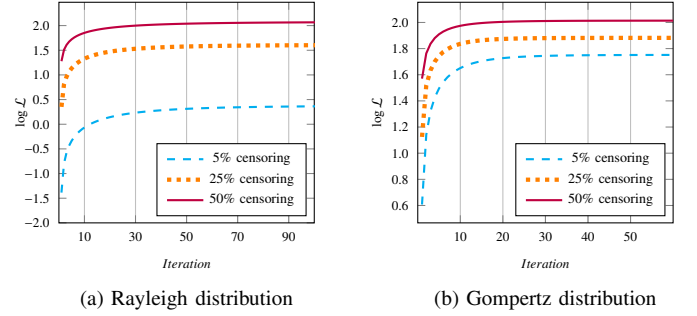 2.0
1.5
1.0
0.5
0.0
−0.5
−1.0
−1.5
−2.0
log ℒ
10
30
50
70
90
Iteration
5% censoring
25% censoring
50% censoring
(a) Rayleigh distribution
2.0
1.8
1.6
1.4
1.2
1.0
0.8
0.6
log ℒ
10
20
30
40
50
Iteration
5% censoring
25% censoring
50% censoring
(b) Gompertz distribution